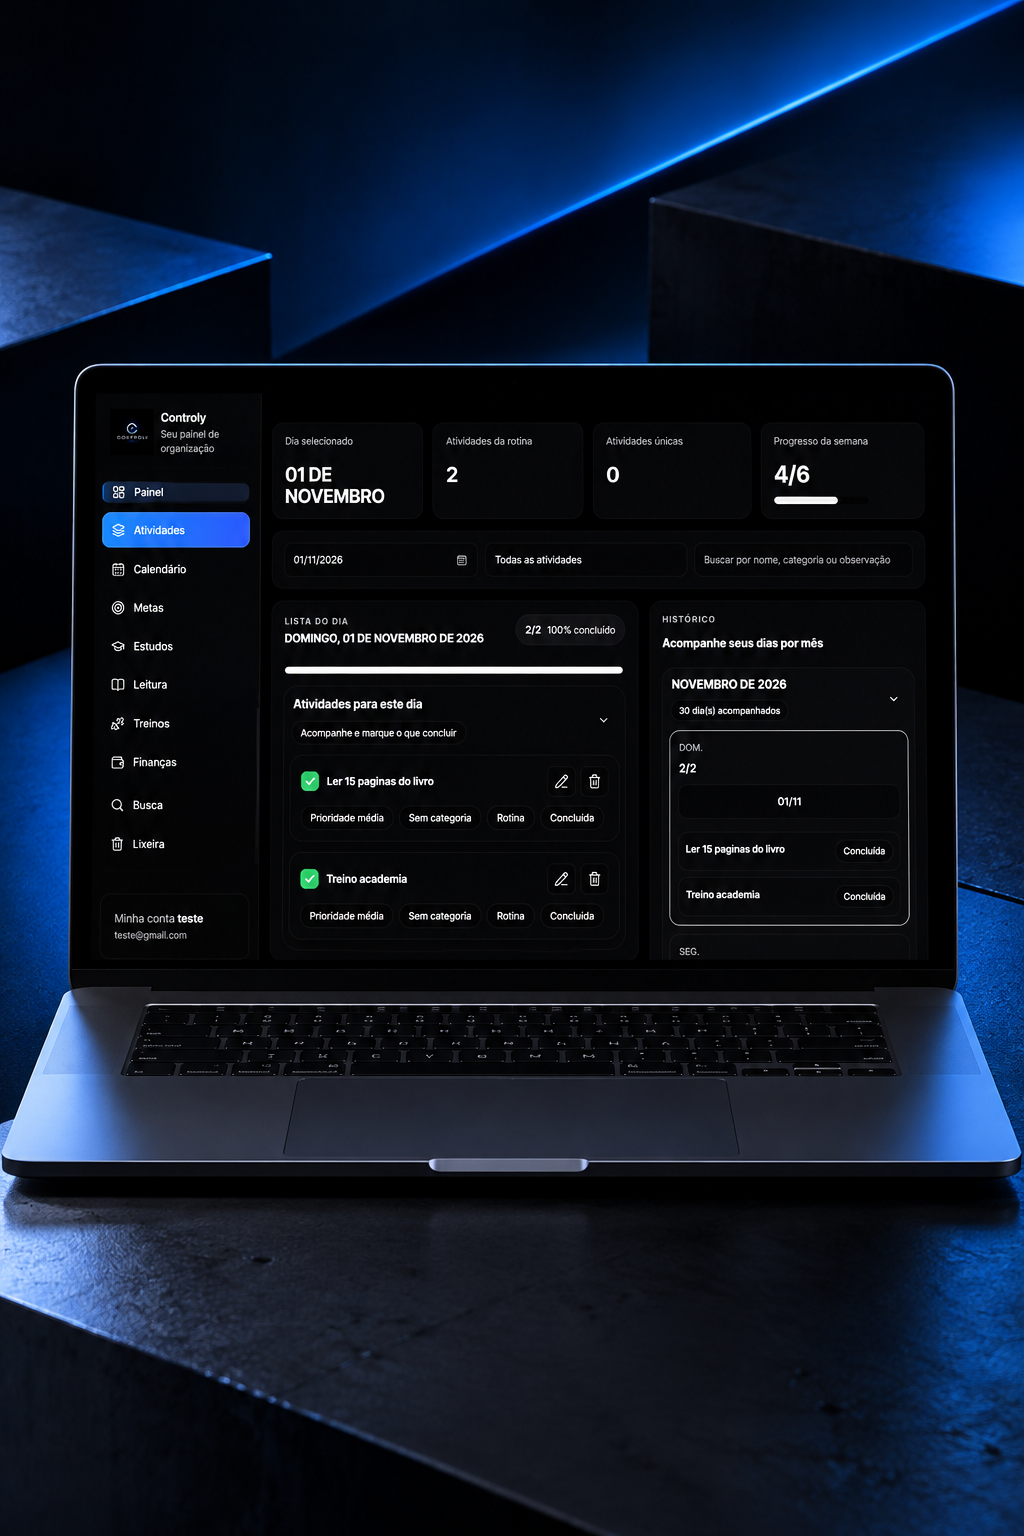 Controly
Seu painel de
organização
CONTROLY
Painel
Atividades
Calendário
Metas
Estudos
Leitura
Treinos
Finanças
Busca
Lixeira
Minha conta teste
teste@gmail.com
Dia selecionado
01 DE
NOVEMBRO
Atividades da rotina
2
Atividades únicas
0
Progresso da semana
4/6
01/11/2026
Todas as atividades
Buscar por nome, categoria ou observação
LISTA DO DIA
DOMINGO, 01 DE NOVEMBRO DE 2026
2/2 100% concluído
Atividades para este dia
Acompanhe e marque o que concluir
Ler 15 paginas do livro
Prioridade média
Sem categoria
Rotina
Concluída
Treino academia
Prioridade média
Sem categoria
Rotina
Concluida
HISTÓRICO
Acompanhe seus dias por mês
NOVEMBRO DE 2026
30 dia(s) acompanhados
DOM.
2/2
01/11
Ler 15 paginas do livro
Concluída
Treino academia
Concluída
SEG.